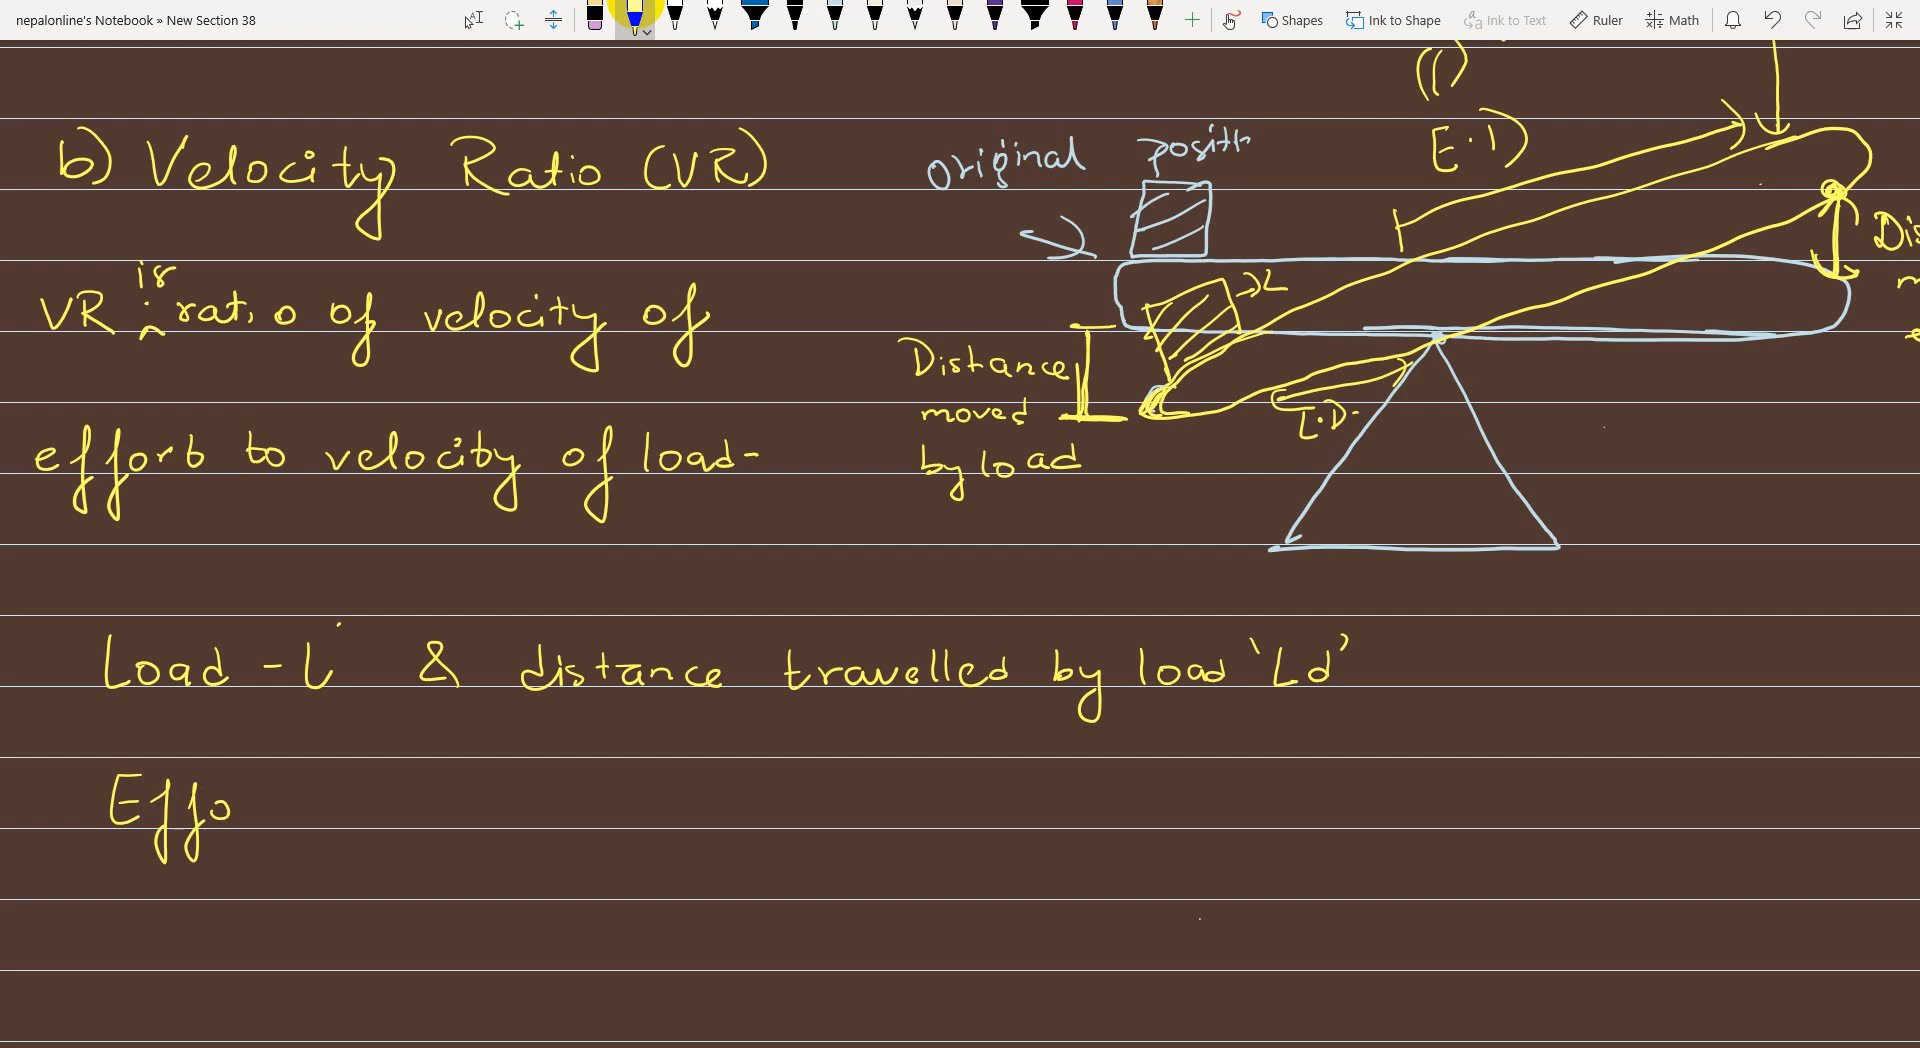 nepalonline's Notebook » New Section 38
Shapes
Ink to Shape
Ink to Text
Ruler
Math
b) Velocity Ratio (VR)
VR is ratio of velocity of
effort to velocity of load-
Original
E.D
L
Distance
moved
by load
L.D.
Load - L & distance travelled by load 'Ld'
Effo